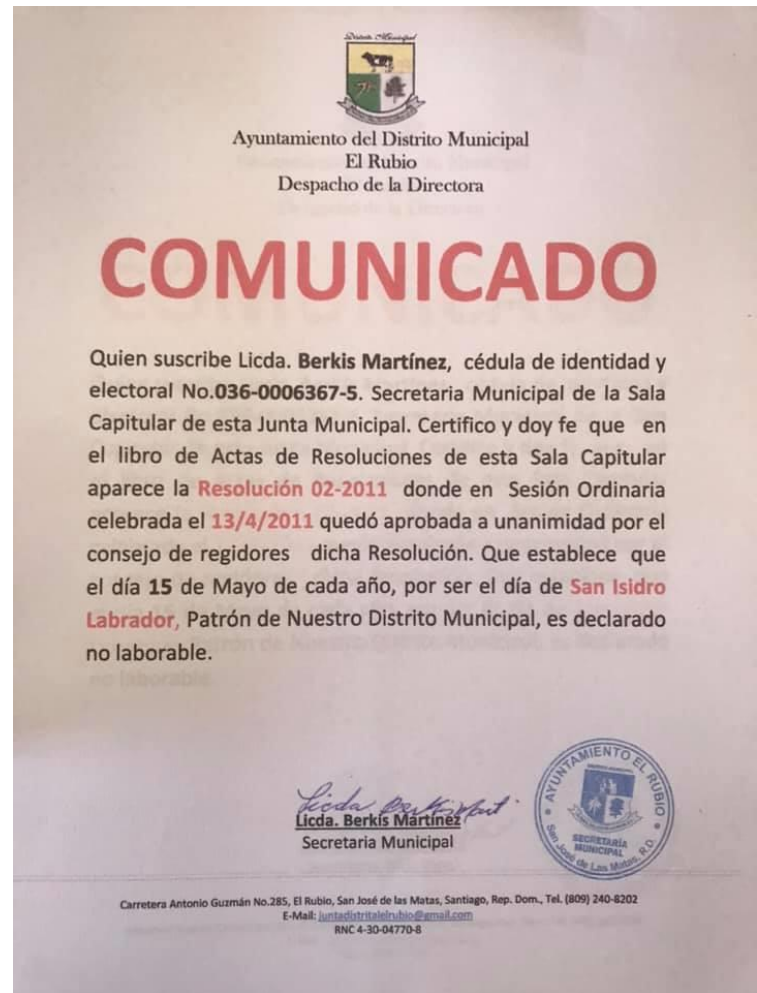 Distrito Municipal
Ayuntamiento del Distrito Municipal
El Rubio
Despacho de la Directora
COMUNICADO
Quien suscribe Licda. Berkis Martínez, cédula de identidad y
electoral No.036-0006367-5. Secretaria Municipal de la Sala
Capitular de esta Junta Municipal. Certifico y doy fe que en
el libro de Actas de Resoluciones de esta Sala Capitular
aparece la Resolución 02-2011 donde en Sesión Ordinaria
celebrada el 13/4/2011 quedó aprobada a unanimidad por el
consejo de regidores dicha Resolución. Que establece que
el día 15 de Mayo de cada año, por ser el día de San Isidro
Labrador, Patrón de Nuestro Distrito Municipal, es declarado
no laborable.
Licda Berkis Mart
Licda. Berkis Martínez
Secretaria Municipal
AYUNTAMIENTO EL RUBIO
SECRETARÍA
MUNICIPAL
San José de Las Matas, R.D.
Carretera Antonio Guzmán No.285, El Rubio, San José de las Matas, Santiago, Rep. Dom., Tel. (809) 240-8202
E-Mail: juntadistritalelrubio@gmail.com
RNC 4-30-04770-8